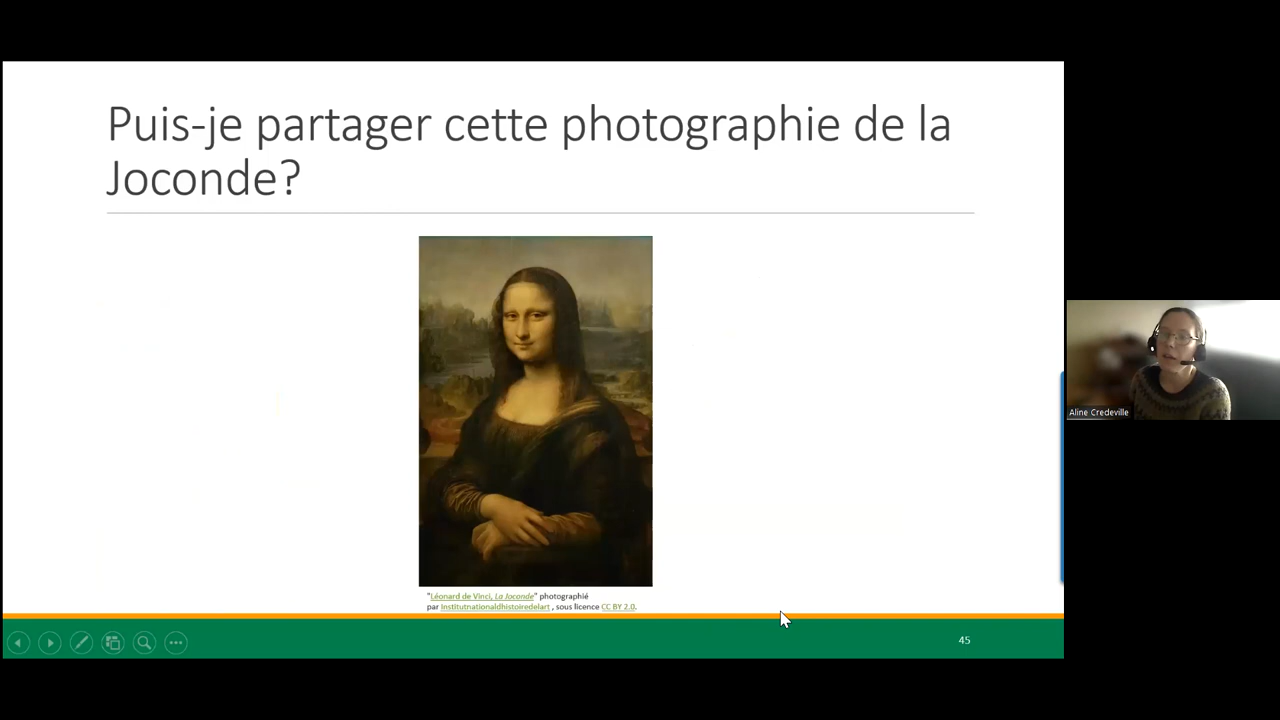 Puis-je partager cette photographie de la
Joconde?
"Léonard de Vinci, La Joconde" photographié
par Institutnationaldhistoiredelart , sous licence CC BY 2.0.
Aline Credeville
45